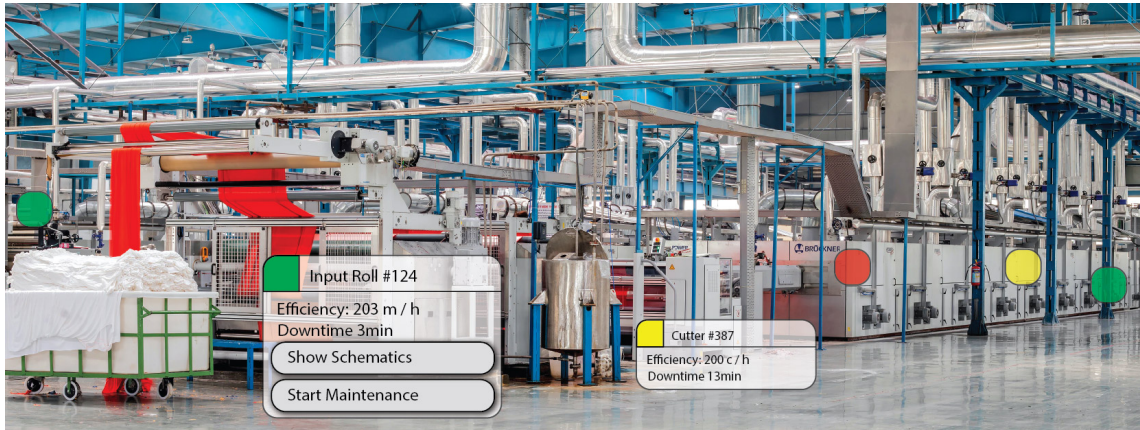 BRÜCKNER
Input Roll #124
Efficiency: 203 m / h
Downtime 3min
Show Schematics
Start Maintenance
Cutter #387
Efficiency: 200 c / h
Downtime 13min